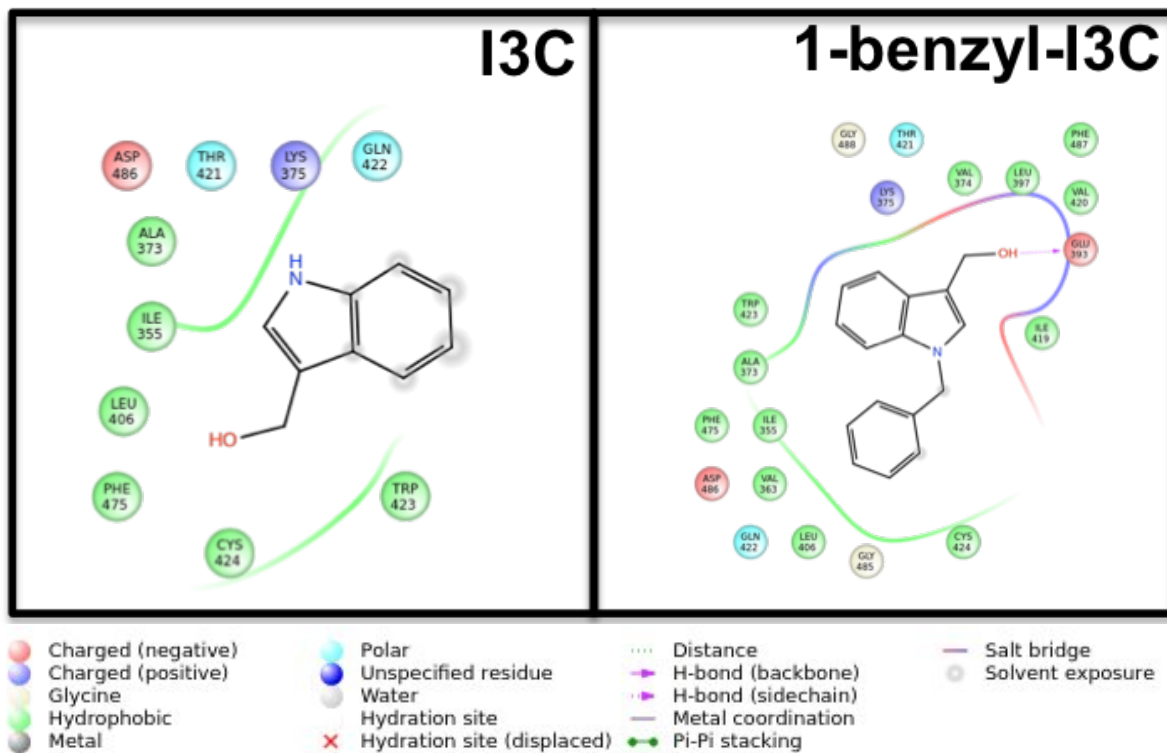 I3C
ASP
486
THR
421
LYS
375
GLN
422
ALA
373
ILE
355
LEU
406
PHE
475
CYS
424
TRP
423
H
N
HO
1-benzyl-I3C
GLY
488
THR
421
PHE
487
LYS
375
VAL
374
LEU
397
VAL
420
GLU
393
OH
TRP
423
ILE
419
ALA
373
N
PHE
475
ILE
355
ASP
486
VAL
363
GLN
422
LEU
406
GLY
485
CYS
424
Charged (negative)
Charged (positive)
Glycine
Hydrophobic
Metal
Polar
Unspecified residue
Water
Hydration site
Hydration site (displaced)
Distance
H-bond (backbone)
H-bond (sidechain)
Metal coordination
Pi-Pi stacking
Salt bridge
Solvent exposure